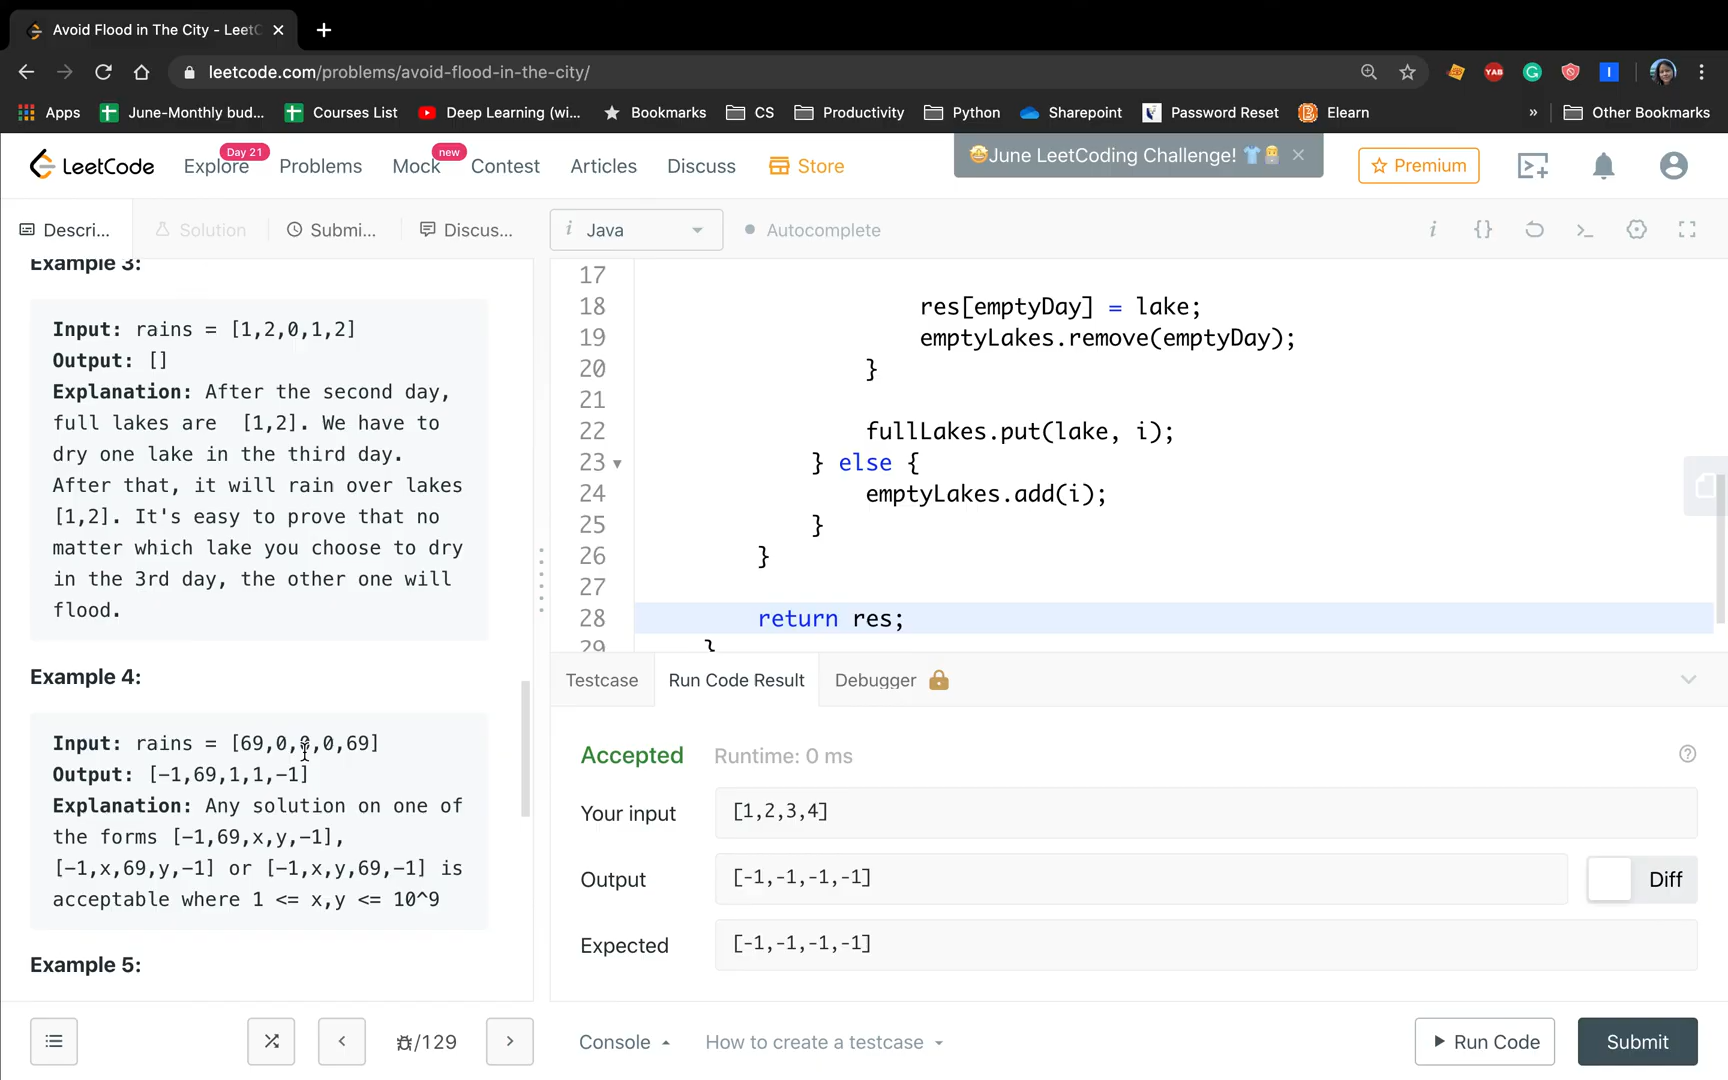 Avoid Flood in The City - LeetC
leetcode.com/problems/avoid-flood-in-the-city/
YAB
Apps
June-Monthly bud...
Courses List
Deep Learning (wi...
Bookmarks
CS
Productivity
Python
Sharepoint
Password Reset
Elearn
»
Other Bookmarks
LeetCode
Explore
Day 21
Problems
Mock
new
Contest
Articles
Discuss
Store
🤩June LeetCoding Challenge!
Premium
Descri...
Solution
Submi...
Discus...
i Java
Autocomplete
i
{}
Example 3:
Input: rains = [1,2,0,1,2]
Output: []
Explanation: After the second day,
full lakes are  [1,2]. We have to
dry one lake in the third day.
After that, it will rain over lakes
[1,2]. It's easy to prove that no
matter which lake you choose to dry
in the 3rd day, the other one will
flood.
Example 4:
Input: rains = [69,0,0,0,69]
Output: [-1,69,1,1,-1]
Explanation: Any solution on one of
the forms [-1,69,x,y,-1],
[-1,x,69,y,-1] or [-1,x,y,69,-1] is
acceptable where 1 <= x,y <= 10^9
Example 5:
/129
17
18 res[emptyDay] = lake;
19 emptyLakes.remove(emptyDay);
20 }
21
22 fullLakes.put(lake, i);
23 } else {
24 emptyLakes.add(i);
25 }
26 }
27
28 return res;
29 }
Testcase
Run Code Result
Debugger
Accepted
Runtime: 0 ms
Your input
[1,2,3,4]
Output
[-1,-1,-1,-1]
Diff
Expected
[-1,-1,-1,-1]
Console
How to create a testcase
Run Code
Submit